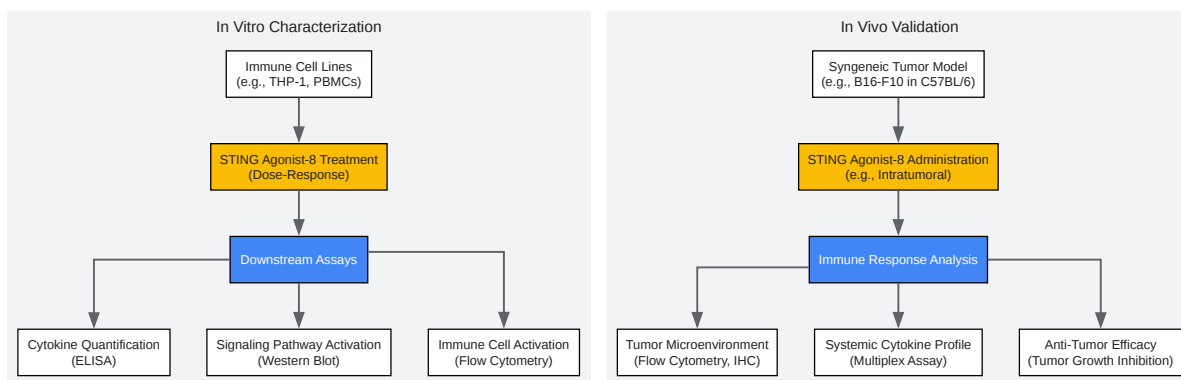 In Vitro Characterization
Immune Cell Lines
(e.g., THP-1, PBMCs)
STING Agonist-8 Treatment
(Dose-Response)
Downstream Assays
Cytokine Quantification
(ELISA)
Signaling Pathway Activation
(Western Blot)
Immune Cell Activation
(Flow Cytometry)
In Vivo Validation
Syngeneic Tumor Model
(e.g., B16-F10 in C57BL/6)
STING Agonist-8 Administration
(e.g., Intratumoral)
Immune Response Analysis
Tumor Microenvironment
(Flow Cytometry, IHC)
Systemic Cytokine Profile
(Multiplex Assay)
Anti-Tumor Efficacy
(Tumor Growth Inhibition)